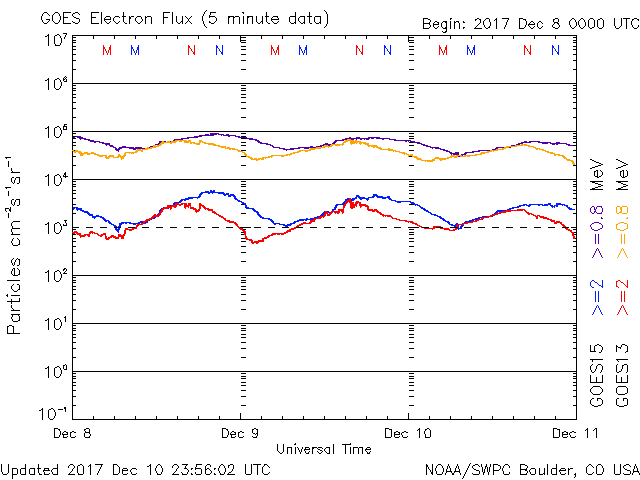 GOES Electron Flux (5 minute data)
Begin: 2017 Dec 8 0000 UTC
M M N N M M N N M M N N
10⁷
10⁶
10⁵
10⁴
10³
10²
10¹
10⁰
10⁻¹
Particles cm⁻²s⁻¹sr⁻¹
Dec 8 Dec 9 Dec 10 Dec 11
Universal Time
GOES15 >=2 >=0.8 MeV
GOES13 >=2 >=0.8 MeV
Updated 2017 Dec 10 23:56:02 UTC
NOAA/SWPC Boulder, CO USA